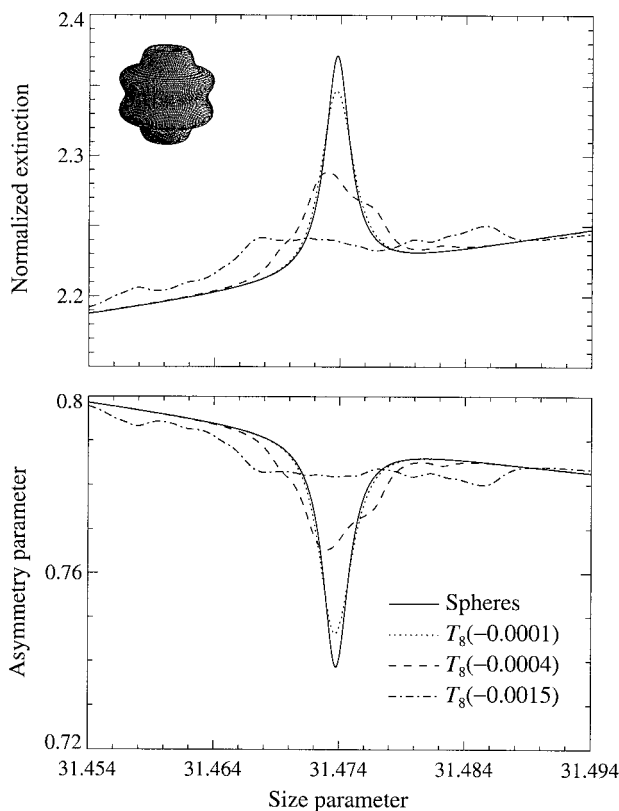 2.4
2.3
2.2
Normalized extinction
0.8
0.76
0.72
Asymmetry parameter
Spheres
T₈(−0.0001)
T₈(−0.0004)
T₈(−0.0015)
31.454 31.464 31.474 31.484 31.494
Size parameter